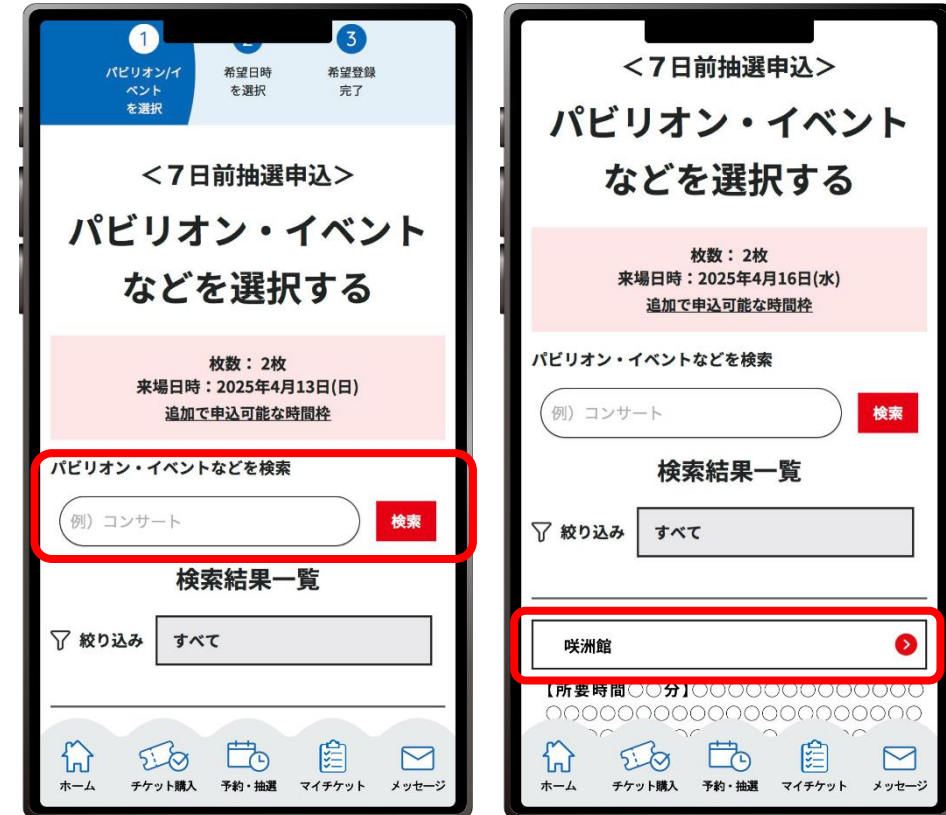 1
2
3
パビリオン/イ
ベント
を選択
希望日時
を選択
希望登録
完了
＜７日前抽選申込＞
パビリオン・イベント
などを選択する
枚数： 2枚
来場日時：2025年4月13日(日)
追加で申込可能な時間枠
パビリオン・イベントなどを検索
例）コンサート
検索
検索結果一覧
絞り込み
すべて
ホーム
チケット購入
予約・抽選
マイチケット
メッセージ
＜７日前抽選申込＞
パビリオン・イベント
などを選択する
枚数： 2枚
来場日時：2025年4月16日(水)
追加で申込可能な時間枠
パビリオン・イベントなどを検索
例）コンサート
検索
検索結果一覧
絞り込み
すべて
咲洲館
【所要時間○○分】○○○○○○○○○○○○○
○○○○○○○○○○○○○○○○○○○○○
ホーム
チケット購入
予約・抽選
マイチケット
メッセージ